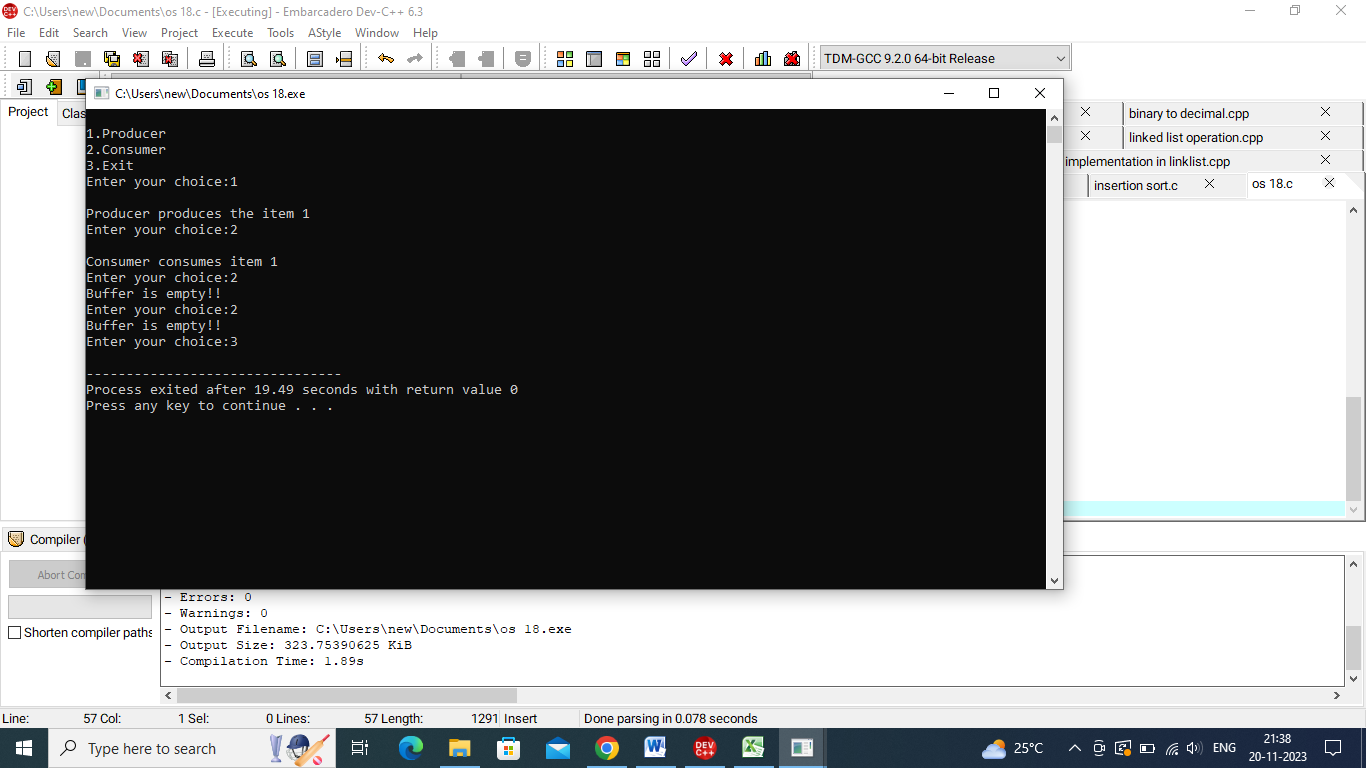 C:\Users\new\Documents\os 18.c - [Executing] - Embarcadero Dev-C++ 6.3
File Edit Search View Project Execute Tools AStyle Window Help
TDM-GCC 9.2.0 64-bit Release
C:\Users\new\Documents\os 18.exe
Project Clas
binary to decimal.cpp
linked list operation.cpp
implementation in linklist.cpp
insertion sort.c os 18.c
1.Producer
2.Consumer
3.Exit
Enter your choice:1
Producer produces the item 1
Enter your choice:2
Consumer consumes item 1
Enter your choice:2
Buffer is empty!!
Enter your choice:2
Buffer is empty!!
Enter your choice:3
--------------------------------
Process exited after 19.49 seconds with return value 0
Press any key to continue . . .
Compiler (
Abort Com
Shorten compiler paths
- Errors: 0
- Warnings: 0
- Output Filename: C:\Users\new\Documents\os 18.exe
- Output Size: 323.75390625 KiB
- Compilation Time: 1.89s
Line: 57 Col: 1 Sel: 0 Lines: 57 Length: 1291 Insert Done parsing in 0.078 seconds
Type here to search
DEV C++
25°C
ENG
21:38
20-11-2023